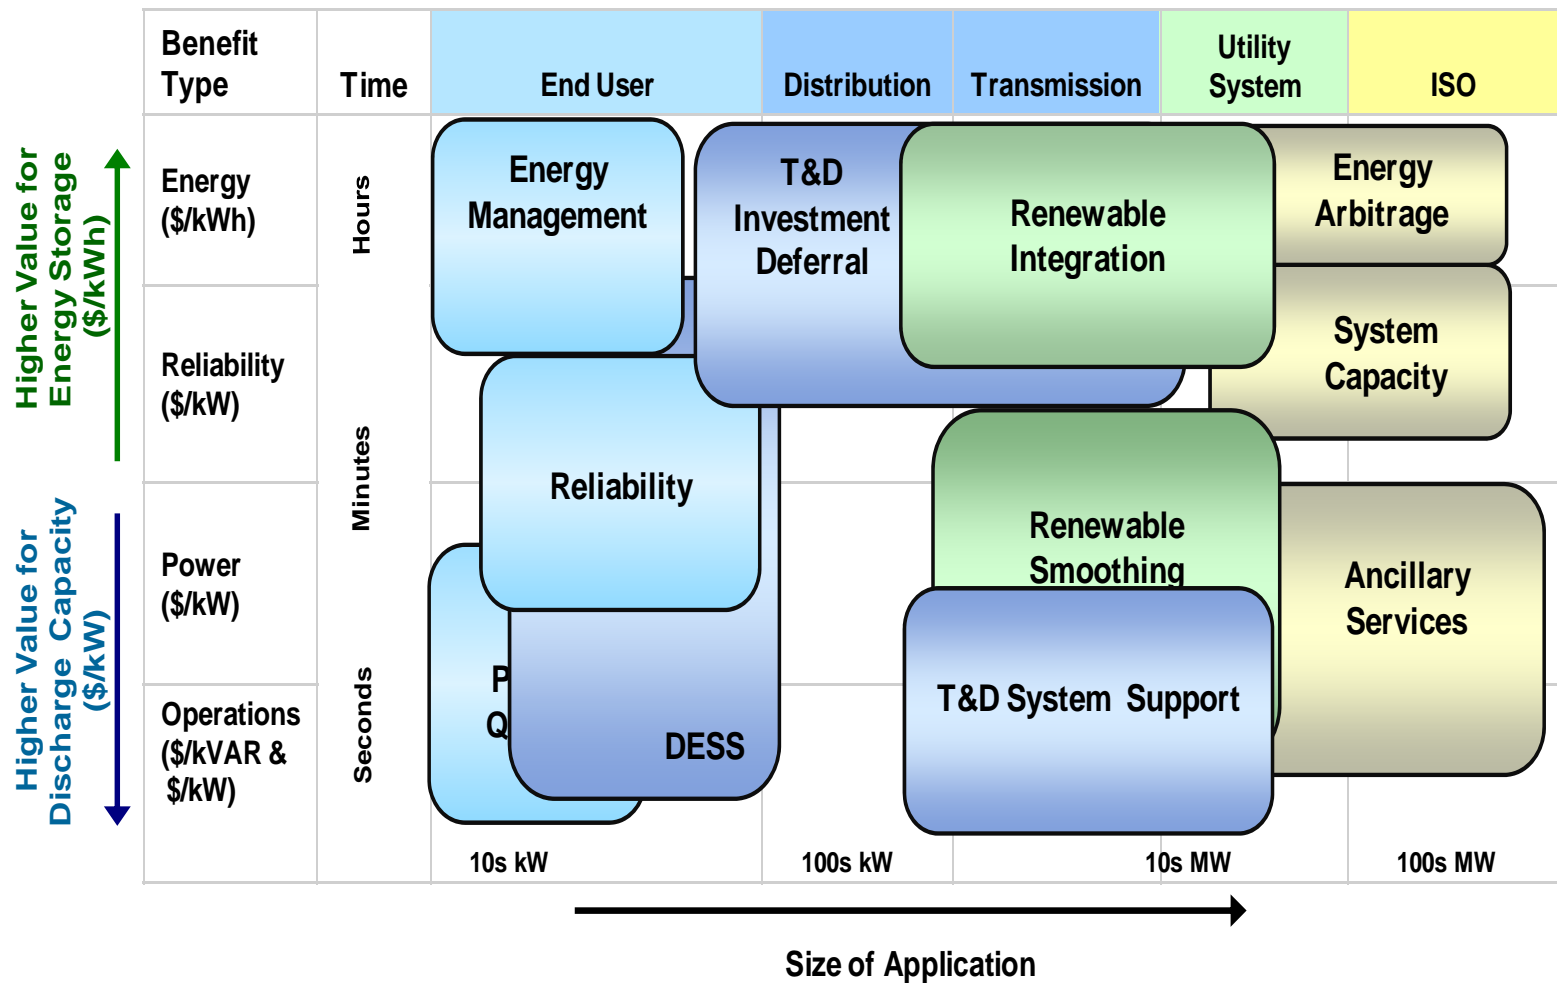 Benefit
Type
Time
End User
Distribution
Transmission
Utility
System
ISO
Higher Value for
Energy Storage
($/kWh)
Higher Value for
Discharge Capacity
($/kW)
Energy
($/kWh)
Reliability
($/kW)
Power
($/kW)
Operations
($/kVAR &
$/kW)
Hours
Minutes
Seconds
Energy
Management
T&D
Investment
Deferral
Renewable
Integration
Energy
Arbitrage
System
Capacity
Reliability
Renewable
Smoothing
Ancillary
Services
P
Q
DESS
T&D System Support
10s kW
100s kW
10s MW
100s MW
Size of Application